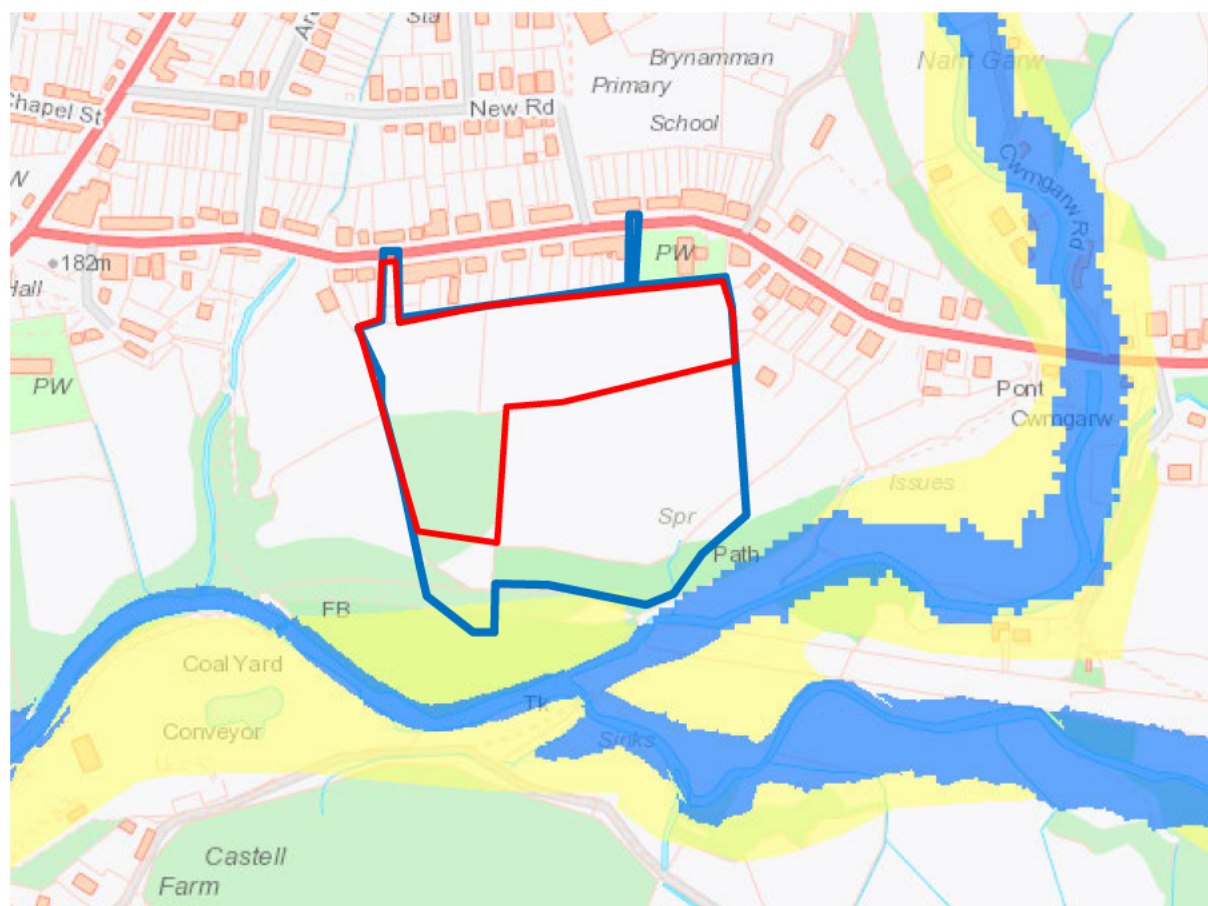 Sta
Nant Garw
Brynamman
Primary
School
Chapel St
New Rd
W
Cwmgarw Rd
182m
Hall
PW
PW
Pont
Cwmgarw
Issues
Spr
Path
FB
Coal Yard
Tk
Conveyor
Sinks
Castell
Farm